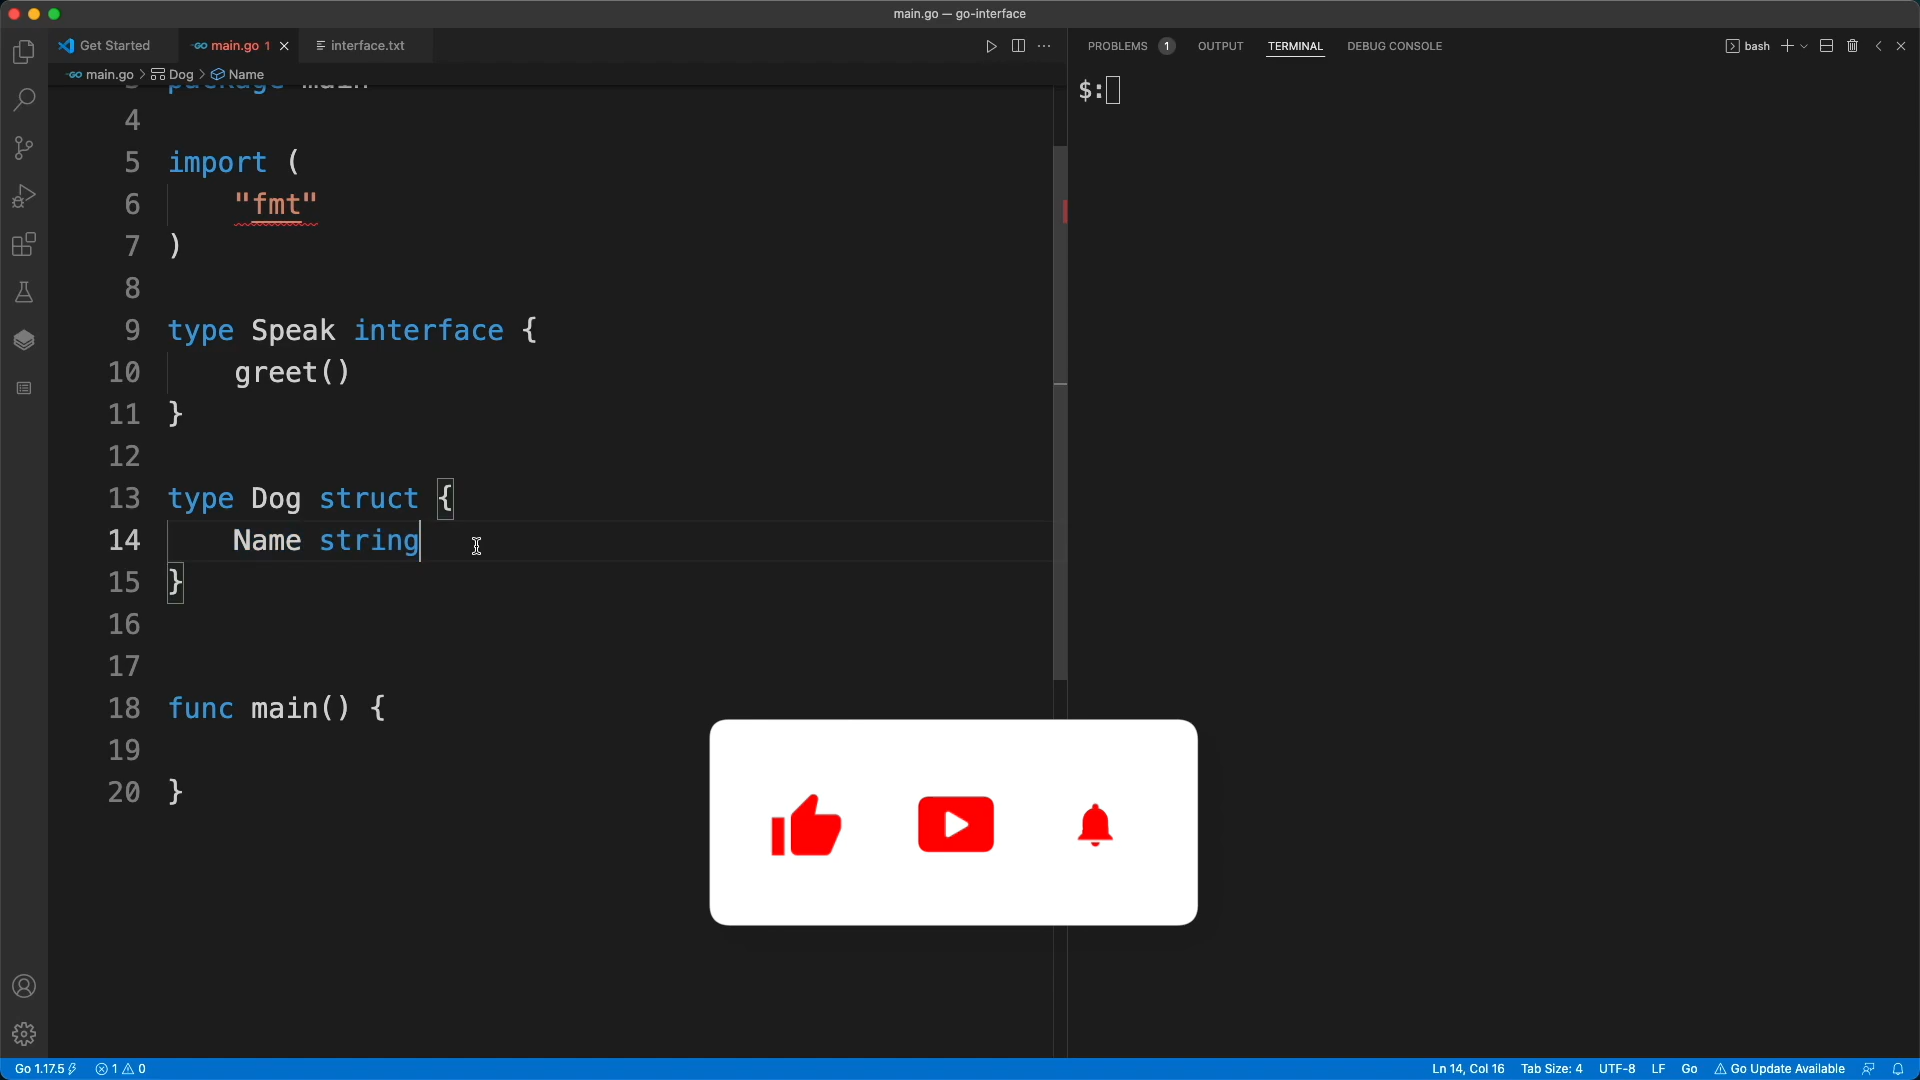 main.go — go-interface
Get Started
main.go 1
interface.txt
PROBLEMS 1 OUTPUT TERMINAL DEBUG CONSOLE
bash
main.go > Dog > Name
$:
3 package main
4
5 import (
6 "fmt"
7 )
8
9 type Speak interface {
10 greet()
11 }
12
13 type Dog struct {
14 Name string
15 }
16
17
18 func main() {
19
20 }
Go 1.17.5 1 0 Ln 14, Col 16 Tab Size: 4 UTF-8 LF Go Go Update Available